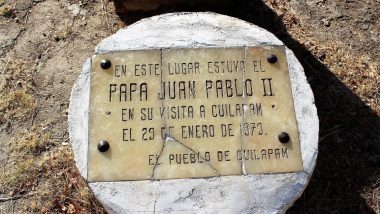 EN ESTE LUGAR ESTUVO EL
PAPA JUAN PABLO II
EN SU VISITA A CUILAPAM
EL 29 DE ENERO DE 1979.
EL PUEBLO DE CUILAPAM